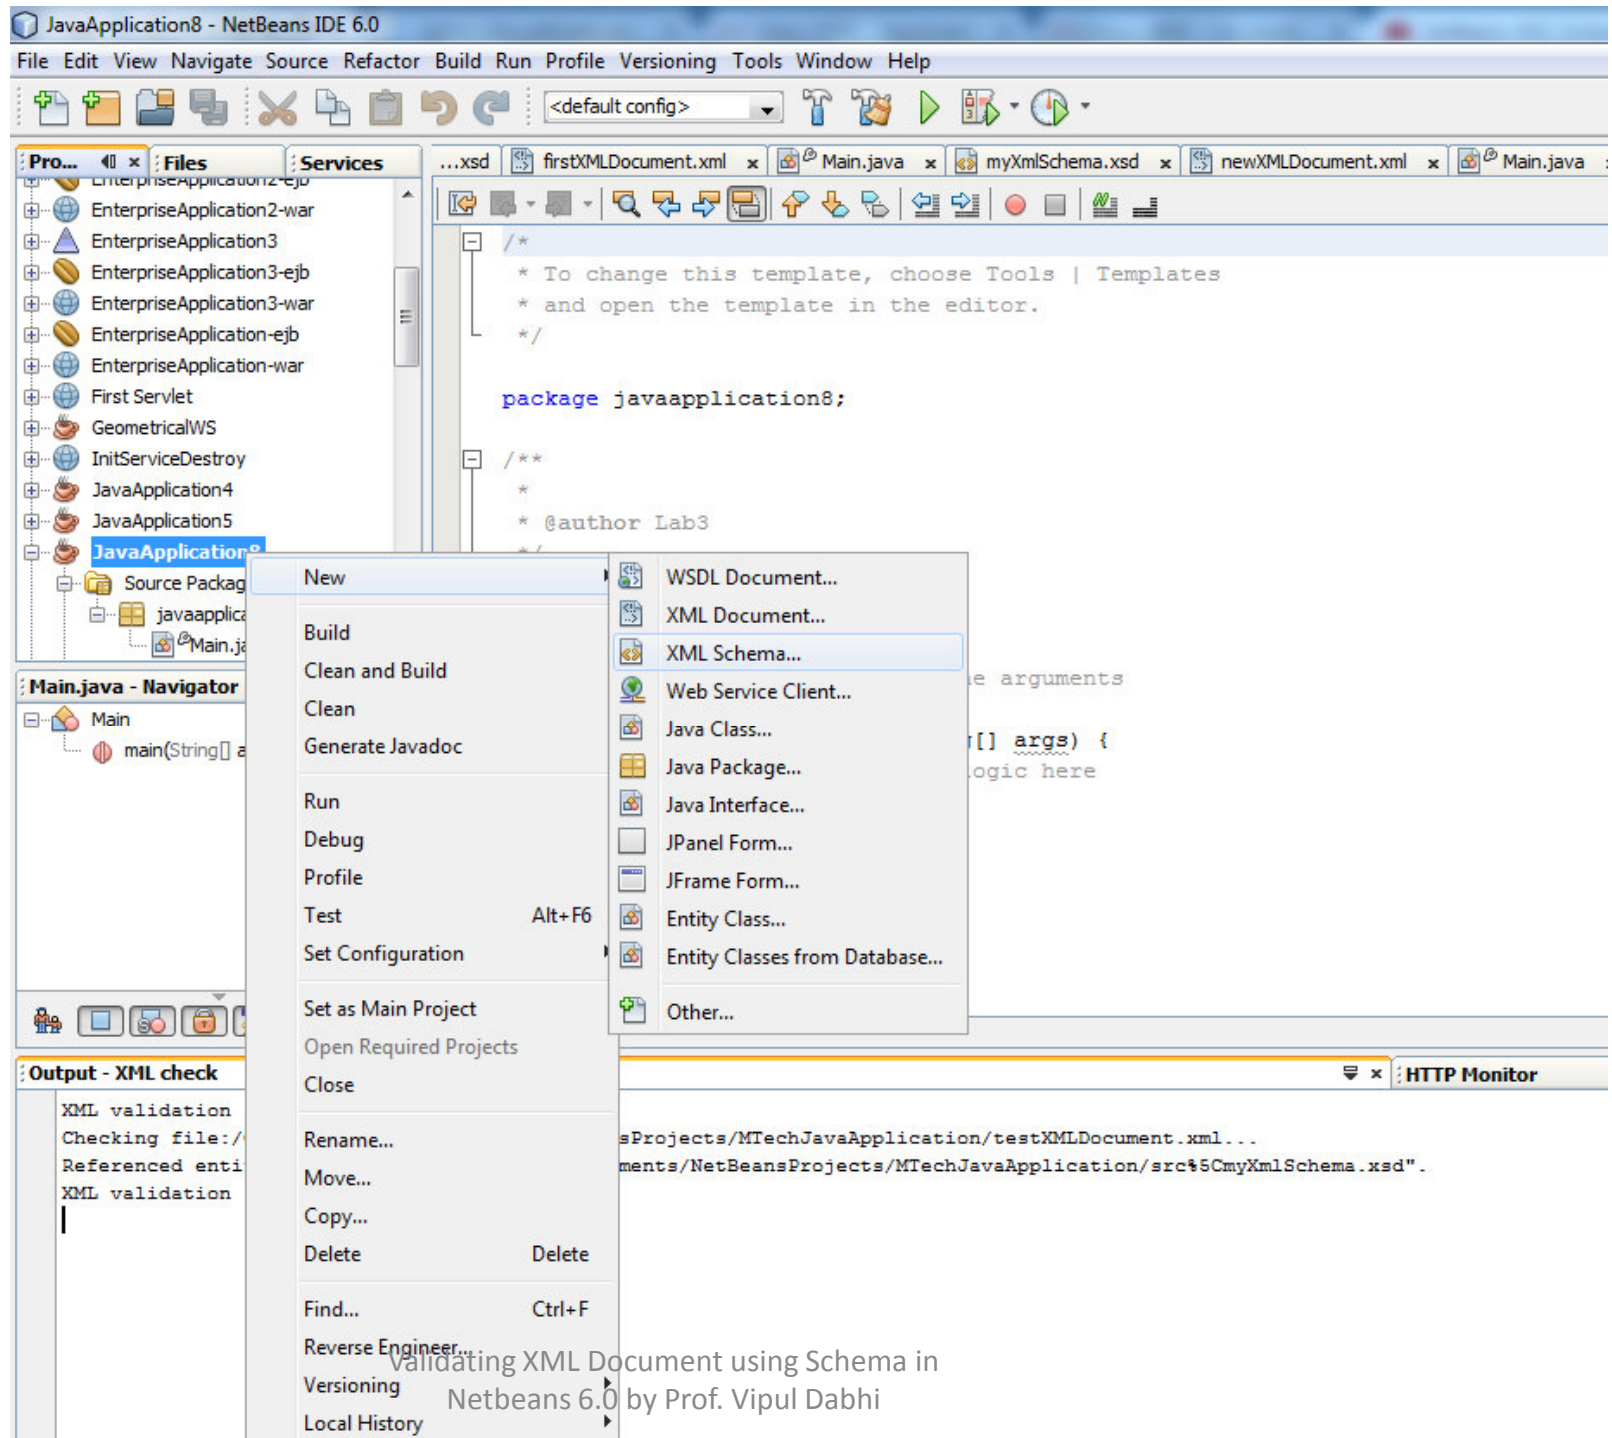 JavaApplication8 - NetBeans IDE 6.0
File Edit View Navigate Source Refactor Build Run Profile Versioning Tools Window Help
<default config>
Pro... Files Services
...xsd firstXMLDocument.xml Main.java myXmlSchema.xsd newXMLDocument.xml Main.java
EnterpriseApplication2-ejb
EnterpriseApplication2-war
EnterpriseApplication3
EnterpriseApplication3-ejb
EnterpriseApplication3-war
EnterpriseApplication-ejb
EnterpriseApplication-war
First Servlet
GeometricalWS
InitServiceDestroy
JavaApplication4
JavaApplication5
JavaApplication8
Source Packag
javaapplica
Main.ja
/*
* To change this template, choose Tools | Templates
* and open the template in the editor.
*/
package javaapplication8;
/**
*
* @author Lab3
*/
e arguments
[] args) {
ogic here
Main.java - Navigator
Main
main(String[] a
New
Build
Clean and Build
Clean
Generate Javadoc
Run
Debug
Profile
Test Alt+F6
Set Configuration
Set as Main Project
Open Required Projects
Close
Rename...
Move...
Copy...
Delete Delete
Find... Ctrl+F
Reverse Engineer...
Versioning
Local History
WSDL Document...
XML Document...
XML Schema...
Web Service Client...
Java Class...
Java Package...
Java Interface...
JPanel Form...
JFrame Form...
Entity Class...
Entity Classes from Database...
Other...
Output - XML check
HTTP Monitor
XML validation
Checking file:/ sProjects/MTechJavaApplication/testXMLDocument.xml...
Referenced enti ments/NetBeansProjects/MTechJavaApplication/src%5CmyXmlSchema.xsd".
XML validation
Validating XML Document using Schema in
Netbeans 6.0 by Prof. Vipul Dabhi